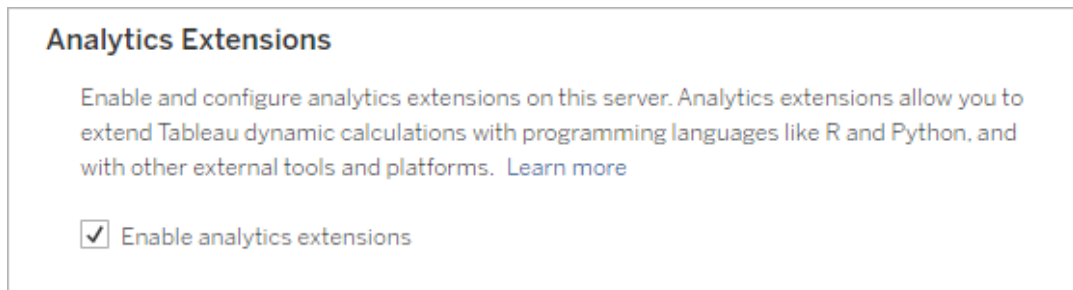 Analytics Extensions
Enable and configure analytics extensions on this server. Analytics extensions allow you to
extend Tableau dynamic calculations with programming languages like R and Python, and
with other external tools and platforms. Learn more
Enable analytics extensions